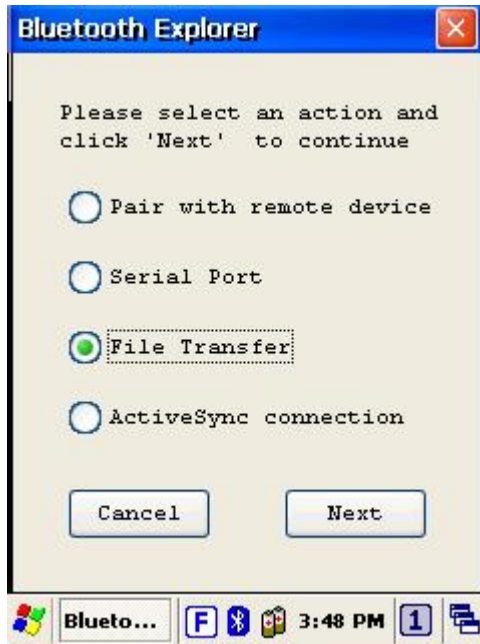 Bluetooth Explorer
Please select an action and
click 'Next' to continue
Pair with remote device
Serial Port
File Transfer
ActiveSync connection
Cancel
Next
Blueto...
F
3:48 PM
1